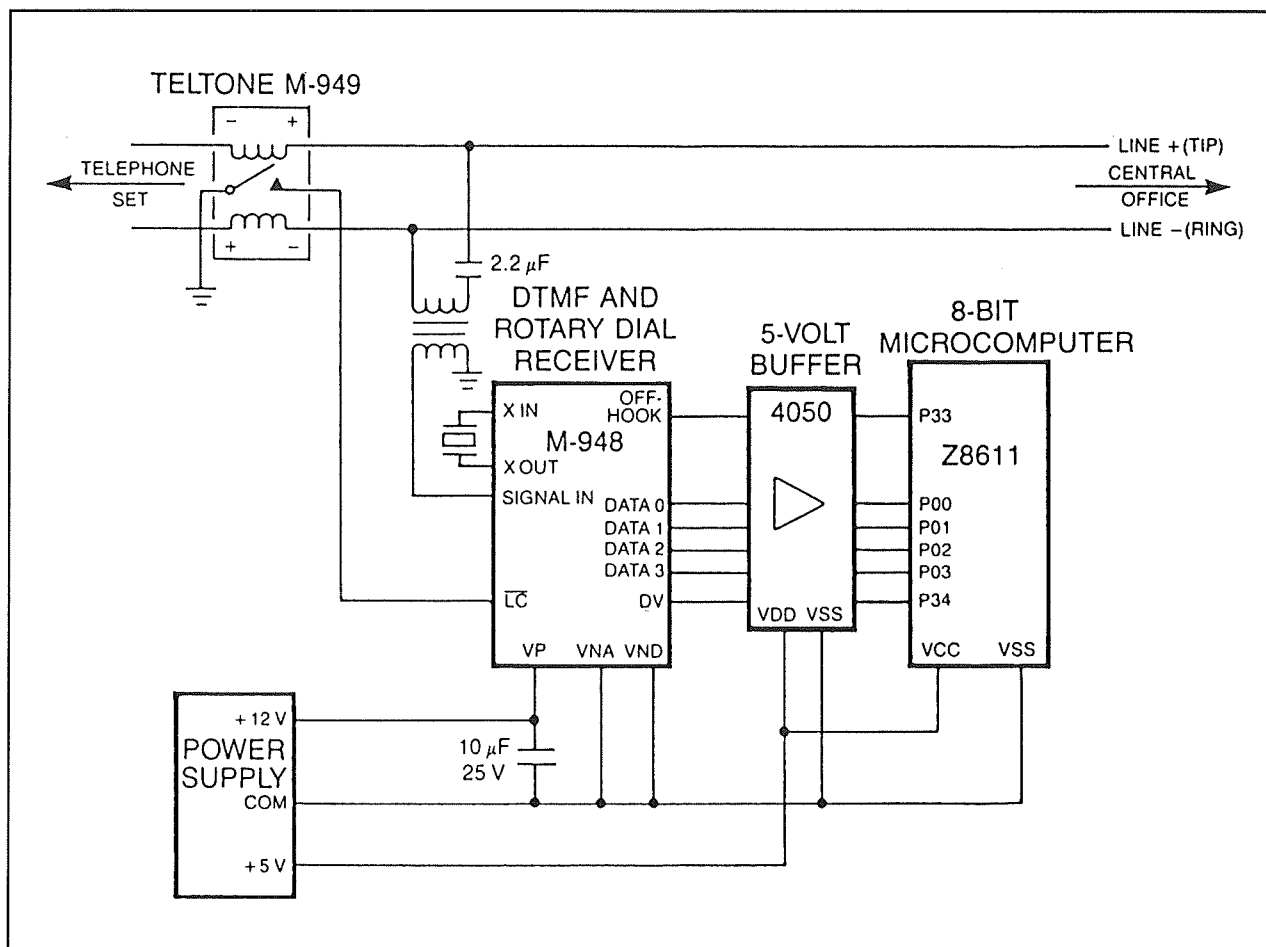 TELTONE M-949
- +
LINE +(TIP)
TELEPHONE
SET
CENTRAL
OFFICE
+ -
LINE -(RING)
2.2 µF
DTMF AND
ROTARY DIAL
RECEIVER
5-VOLT
BUFFER
8-BIT
MICROCOMPUTER
X IN
OFF-
HOOK
M-948
X OUT
SIGNAL IN
DATA 0
DATA 1
DATA 2
DATA 3
LC
DV
VP VNA VND
4050
VDD VSS
P33
Z8611
P00
P01
P02
P03
P34
VCC VSS
+12 V
POWER
SUPPLY
COM
+5 V
10 µF
25 V